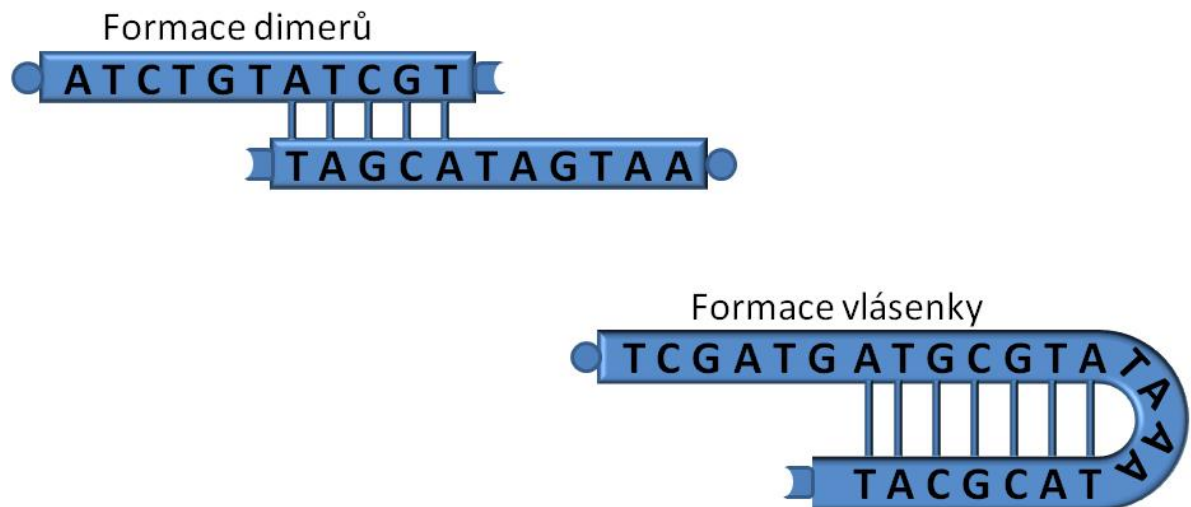 Formace dimerů
ATCTGTATCGT
TAGCATAGTAA
Formace vlásenky
TCGATGATGCGTA
TAAA
TACGCAT